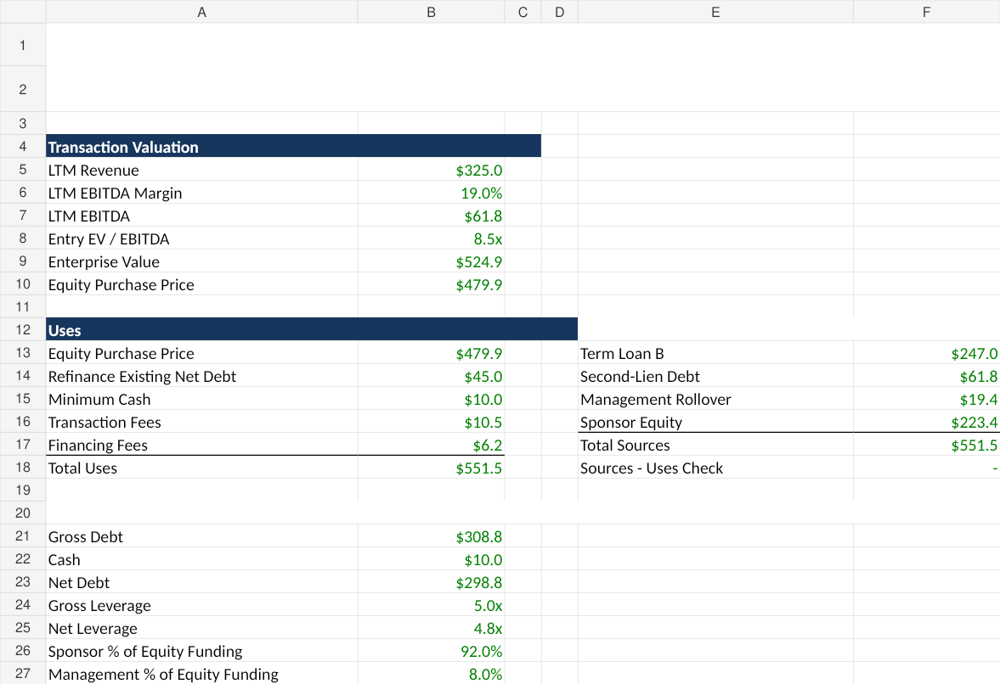 A B C D E F
1
2
3
4 Transaction Valuation
5 LTM Revenue $325.0
6 LTM EBITDA Margin 19.0%
7 LTM EBITDA $61.8
8 Entry EV / EBITDA 8.5x
9 Enterprise Value $524.9
10 Equity Purchase Price $479.9
11
12 Uses
13 Equity Purchase Price $479.9 Term Loan B $247.0
14 Refinance Existing Net Debt $45.0 Second-Lien Debt $61.8
15 Minimum Cash $10.0 Management Rollover $19.4
16 Transaction Fees $10.5 Sponsor Equity $223.4
17 Financing Fees $6.2 Total Sources $551.5
18 Total Uses $551.5 Sources - Uses Check -
19
20
21 Gross Debt $308.8
22 Cash $10.0
23 Net Debt $298.8
24 Gross Leverage 5.0x
25 Net Leverage 4.8x
26 Sponsor % of Equity Funding 92.0%
27 Management % of Equity Funding 8.0%